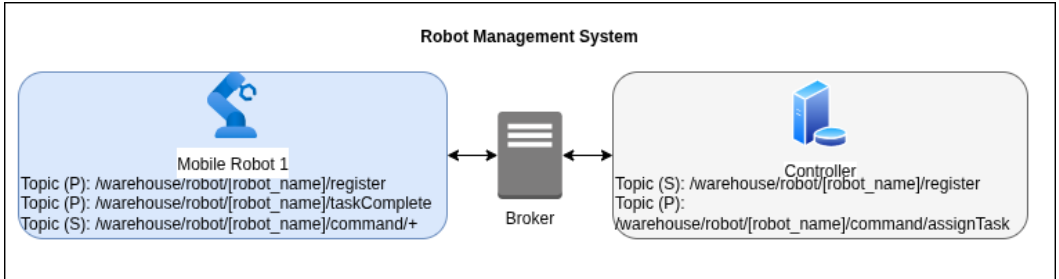 Robot Management System
Mobile Robot 1
Topic (P): /warehouse/robot/[robot_name]/register
Topic (P): /warehouse/robot/[robot_name]/taskComplete
Topic (S): /warehouse/robot/[robot_name]/command/+
Broker
Controller
Topic (S): /warehouse/robot/[robot_name]/register
Topic (P):
/warehouse/robot/[robot_name]/command/assignTask